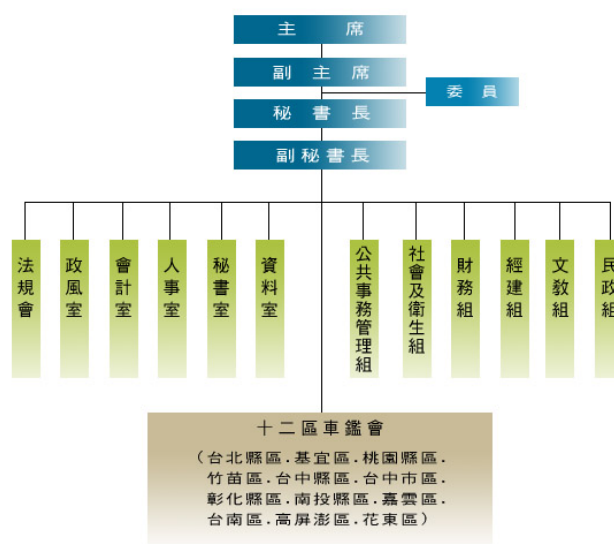 主席
副主席
委員
秘書長
副秘書長
法規會
政風室
會計室
人事室
秘書室
資料室
公共事務管理組
社會及衛生組
財務組
經建組
文教組
民政組
十二區車鑑會
(台北縣區.基宜區.桃園縣區.
竹苗區.台中縣區.台中市區.
彰化縣區.南投縣區.嘉雲區.
台南區.高屏澎區.花東區)